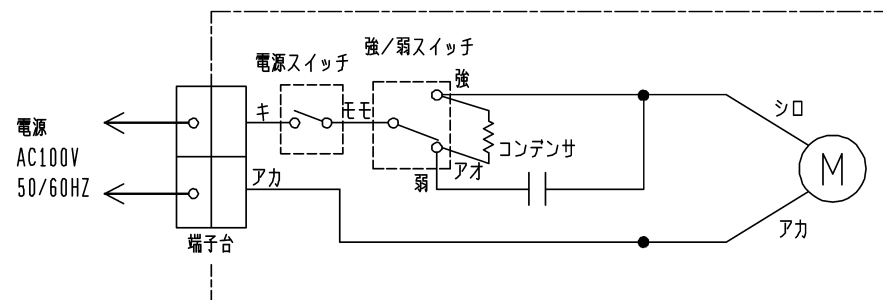 強/弱スイッチ
電源スイッチ
強
キ
モモ
シロ
電源
AC100V
50/60HZ
コンデンサ
アカ
アオ
弱
M
アカ
端子台